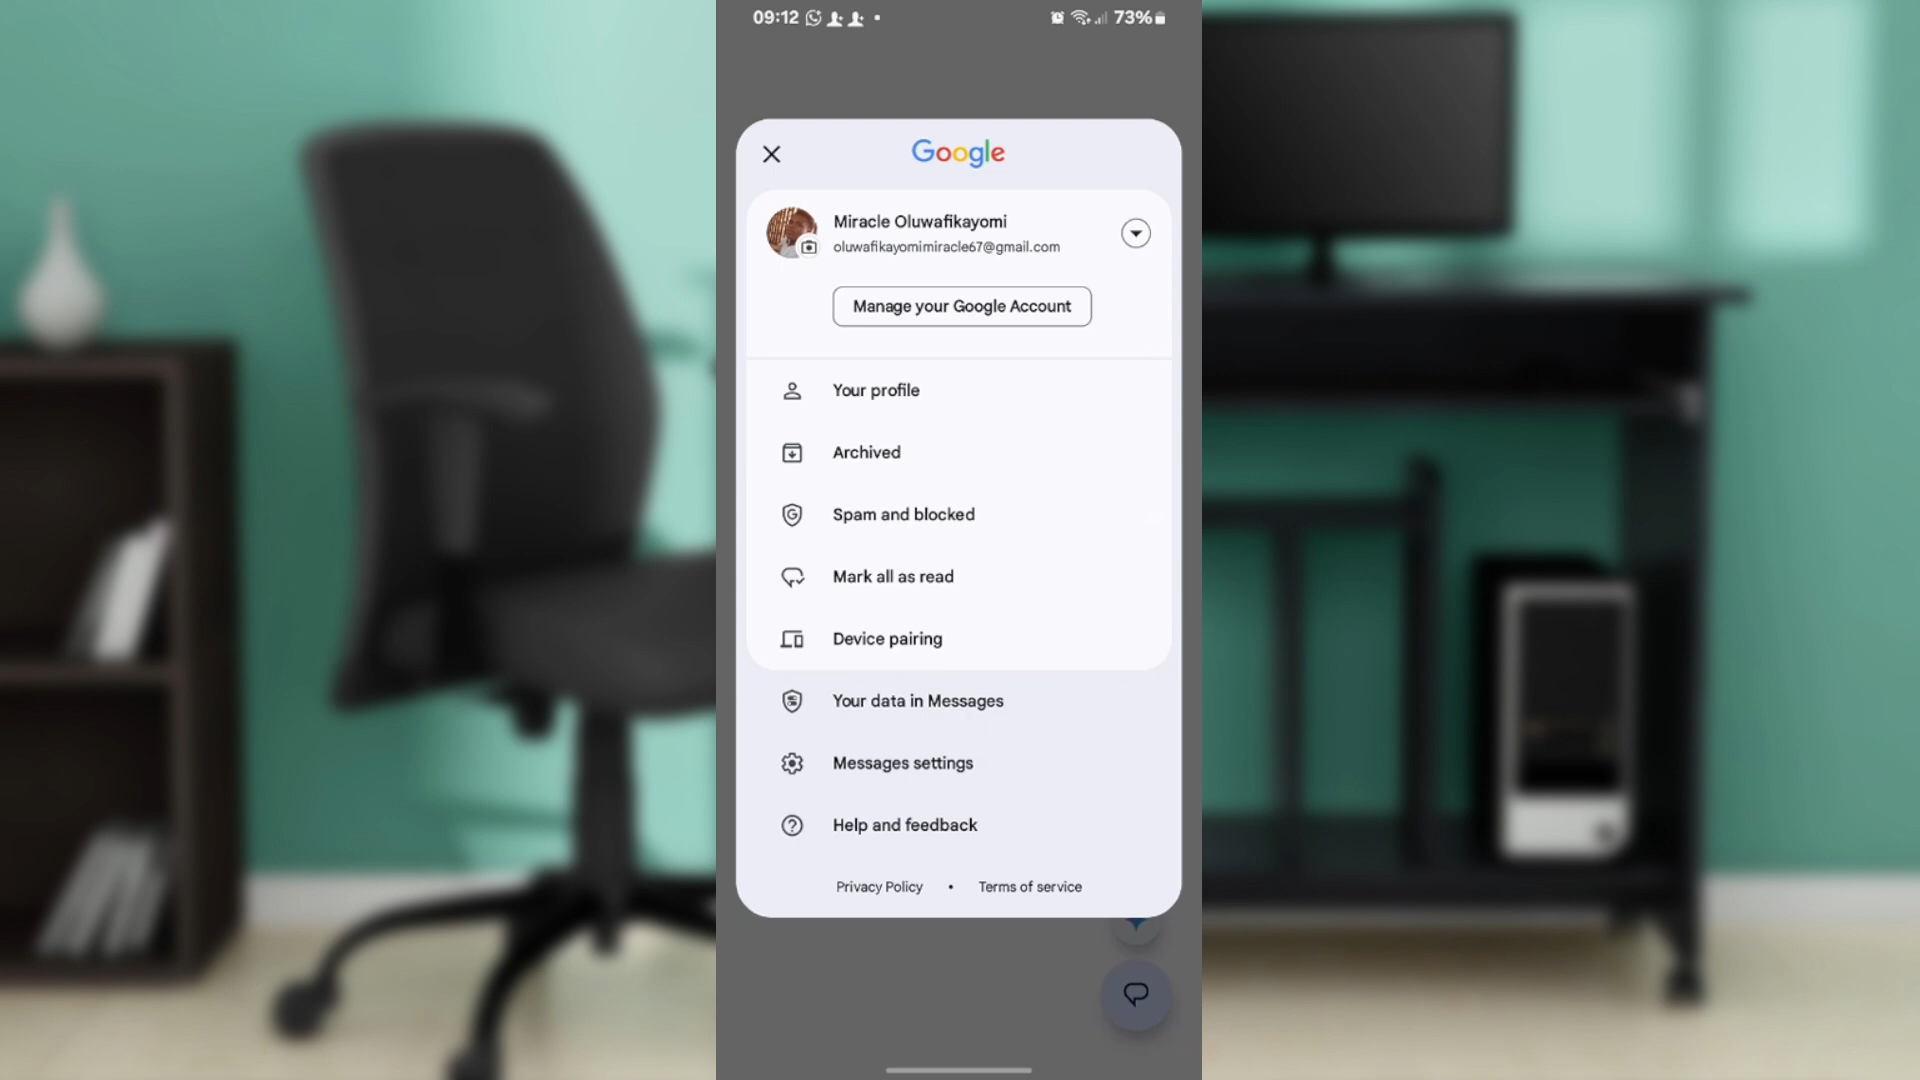 09:12
73%
Google
Miracle Oluwafikayomi
oluwafikayomimiracle67@gmail.com
Manage your Google Account
Your profile
Archived
Spam and blocked
Mark all as read
Device pairing
Your data in Messages
Messages settings
Help and feedback
Privacy Policy • Terms of service